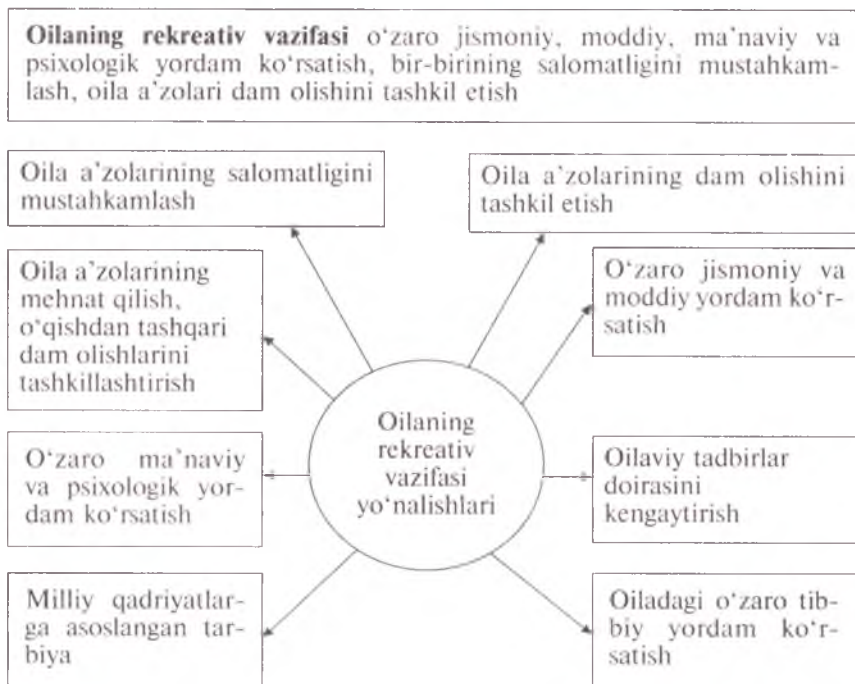 Oilaning rekreativ vazifasi o‘zaro jismoniy, moddiy, ma'naviy va
psixologik yordam ko‘rsatish, bir-birining salomatligini mustahkam-
lash, oila a'zolari dam olishini tashkil etish
Oila a'zolarining salomatligini
mustahkamlash
Oila a'zolarining dam olishini
tashkil etish
Oila a'zolarining
mehnat qilish,
o‘qishdan tashqari
dam olishlarini
tashkillashtirish
O‘zaro jismoniy va
moddiy yordam ko‘r-
satish
Oilaning
rekreativ
vazifasi
yo‘nalishlari
O‘zaro ma'naviy
va psixologik yor-
dam ko‘rsatish
Oilaviy tadbirlar
doirasini
kengaytirish
Milliy qadriyatlar-
ga asoslangan tar-
biya
Oiladagi o‘zaro tib-
biy yordam ko‘r-
satish